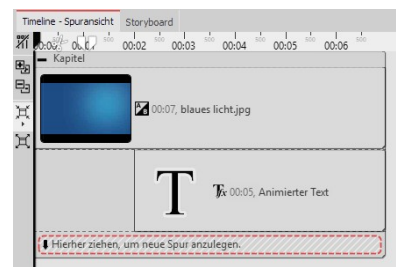 Timeline - Spuransicht Storyboard
00:02 00:03 00:04 00:05 00:06
Kapitel
00:07, blaues licht.jpg
T
fx 00:05, Animierter Text
Hierher ziehen, um neue Spur anzulegen.